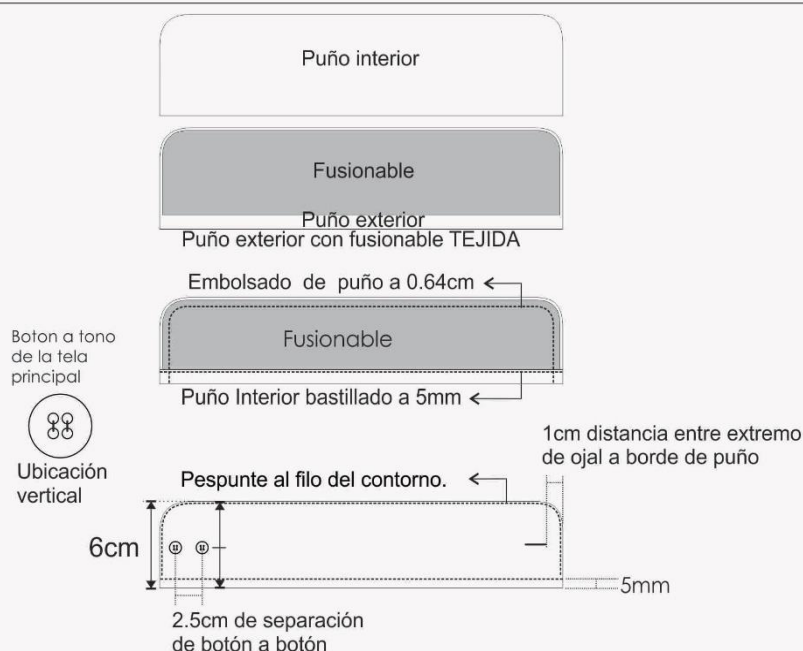 Puño interior
Fusionable
Puño exterior
Puño exterior con fusionable TEJIDA
Embolsado de puño a 0.64cm
Fusionable
Boton a tono
de la tela
principal
Puño Interior bastillado a 5mm
Ubicación
vertical
1cm distancia entre extremo
de ojal a borde de puño
Pespunte al filo del contorno.
6cm
5mm
2.5cm de separación
de botón a botón